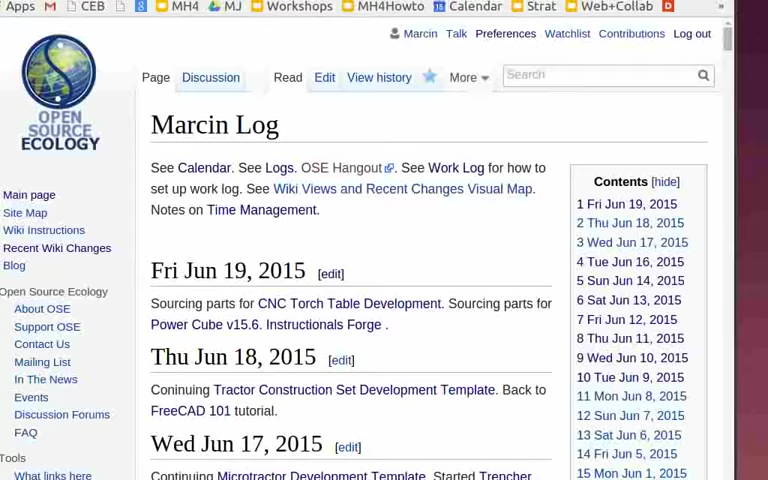 Apps CEB MH4 MJ Workshops MH4Howto Calendar Strat Web+Collab »
Marcin Talk Preferences Watchlist Contributions Log out
Page Discussion Read Edit View history More Search
OPEN
SOURCE
ECOLOGY
Main page
Site Map
Wiki Instructions
Recent Wiki Changes
Blog
Open Source Ecology
About OSE
Support OSE
Contact Us
Mailing List
In The News
Events
Discussion Forums
FAQ
Tools
What links here
Marcin Log
See Calendar. See Logs. OSE Hangout. See Work Log for how to
set up work log. See Wiki Views and Recent Changes Visual Map.
Notes on Time Management.
Fri Jun 19, 2015 [edit]
Sourcing parts for CNC Torch Table Development. Sourcing parts for
Power Cube v15.6. Instructionals Forge .
Thu Jun 18, 2015 [edit]
Coninuing Tractor Construction Set Development Template. Back to
FreeCAD 101 tutorial.
Wed Jun 17, 2015 [edit]
Continuing Microtractor Development Template. Started Trencher
Contents [hide]
1 Fri Jun 19, 2015
2 Thu Jun 18, 2015
3 Wed Jun 17, 2015
4 Tue Jun 16, 2015
5 Sun Jun 14, 2015
6 Sat Jun 13, 2015
7 Fri Jun 12, 2015
8 Thu Jun 11, 2015
9 Wed Jun 10, 2015
10 Tue Jun 9, 2015
11 Mon Jun 8, 2015
12 Sun Jun 7, 2015
13 Sat Jun 6, 2015
14 Fri Jun 5, 2015
15 Mon Jun 1, 2015